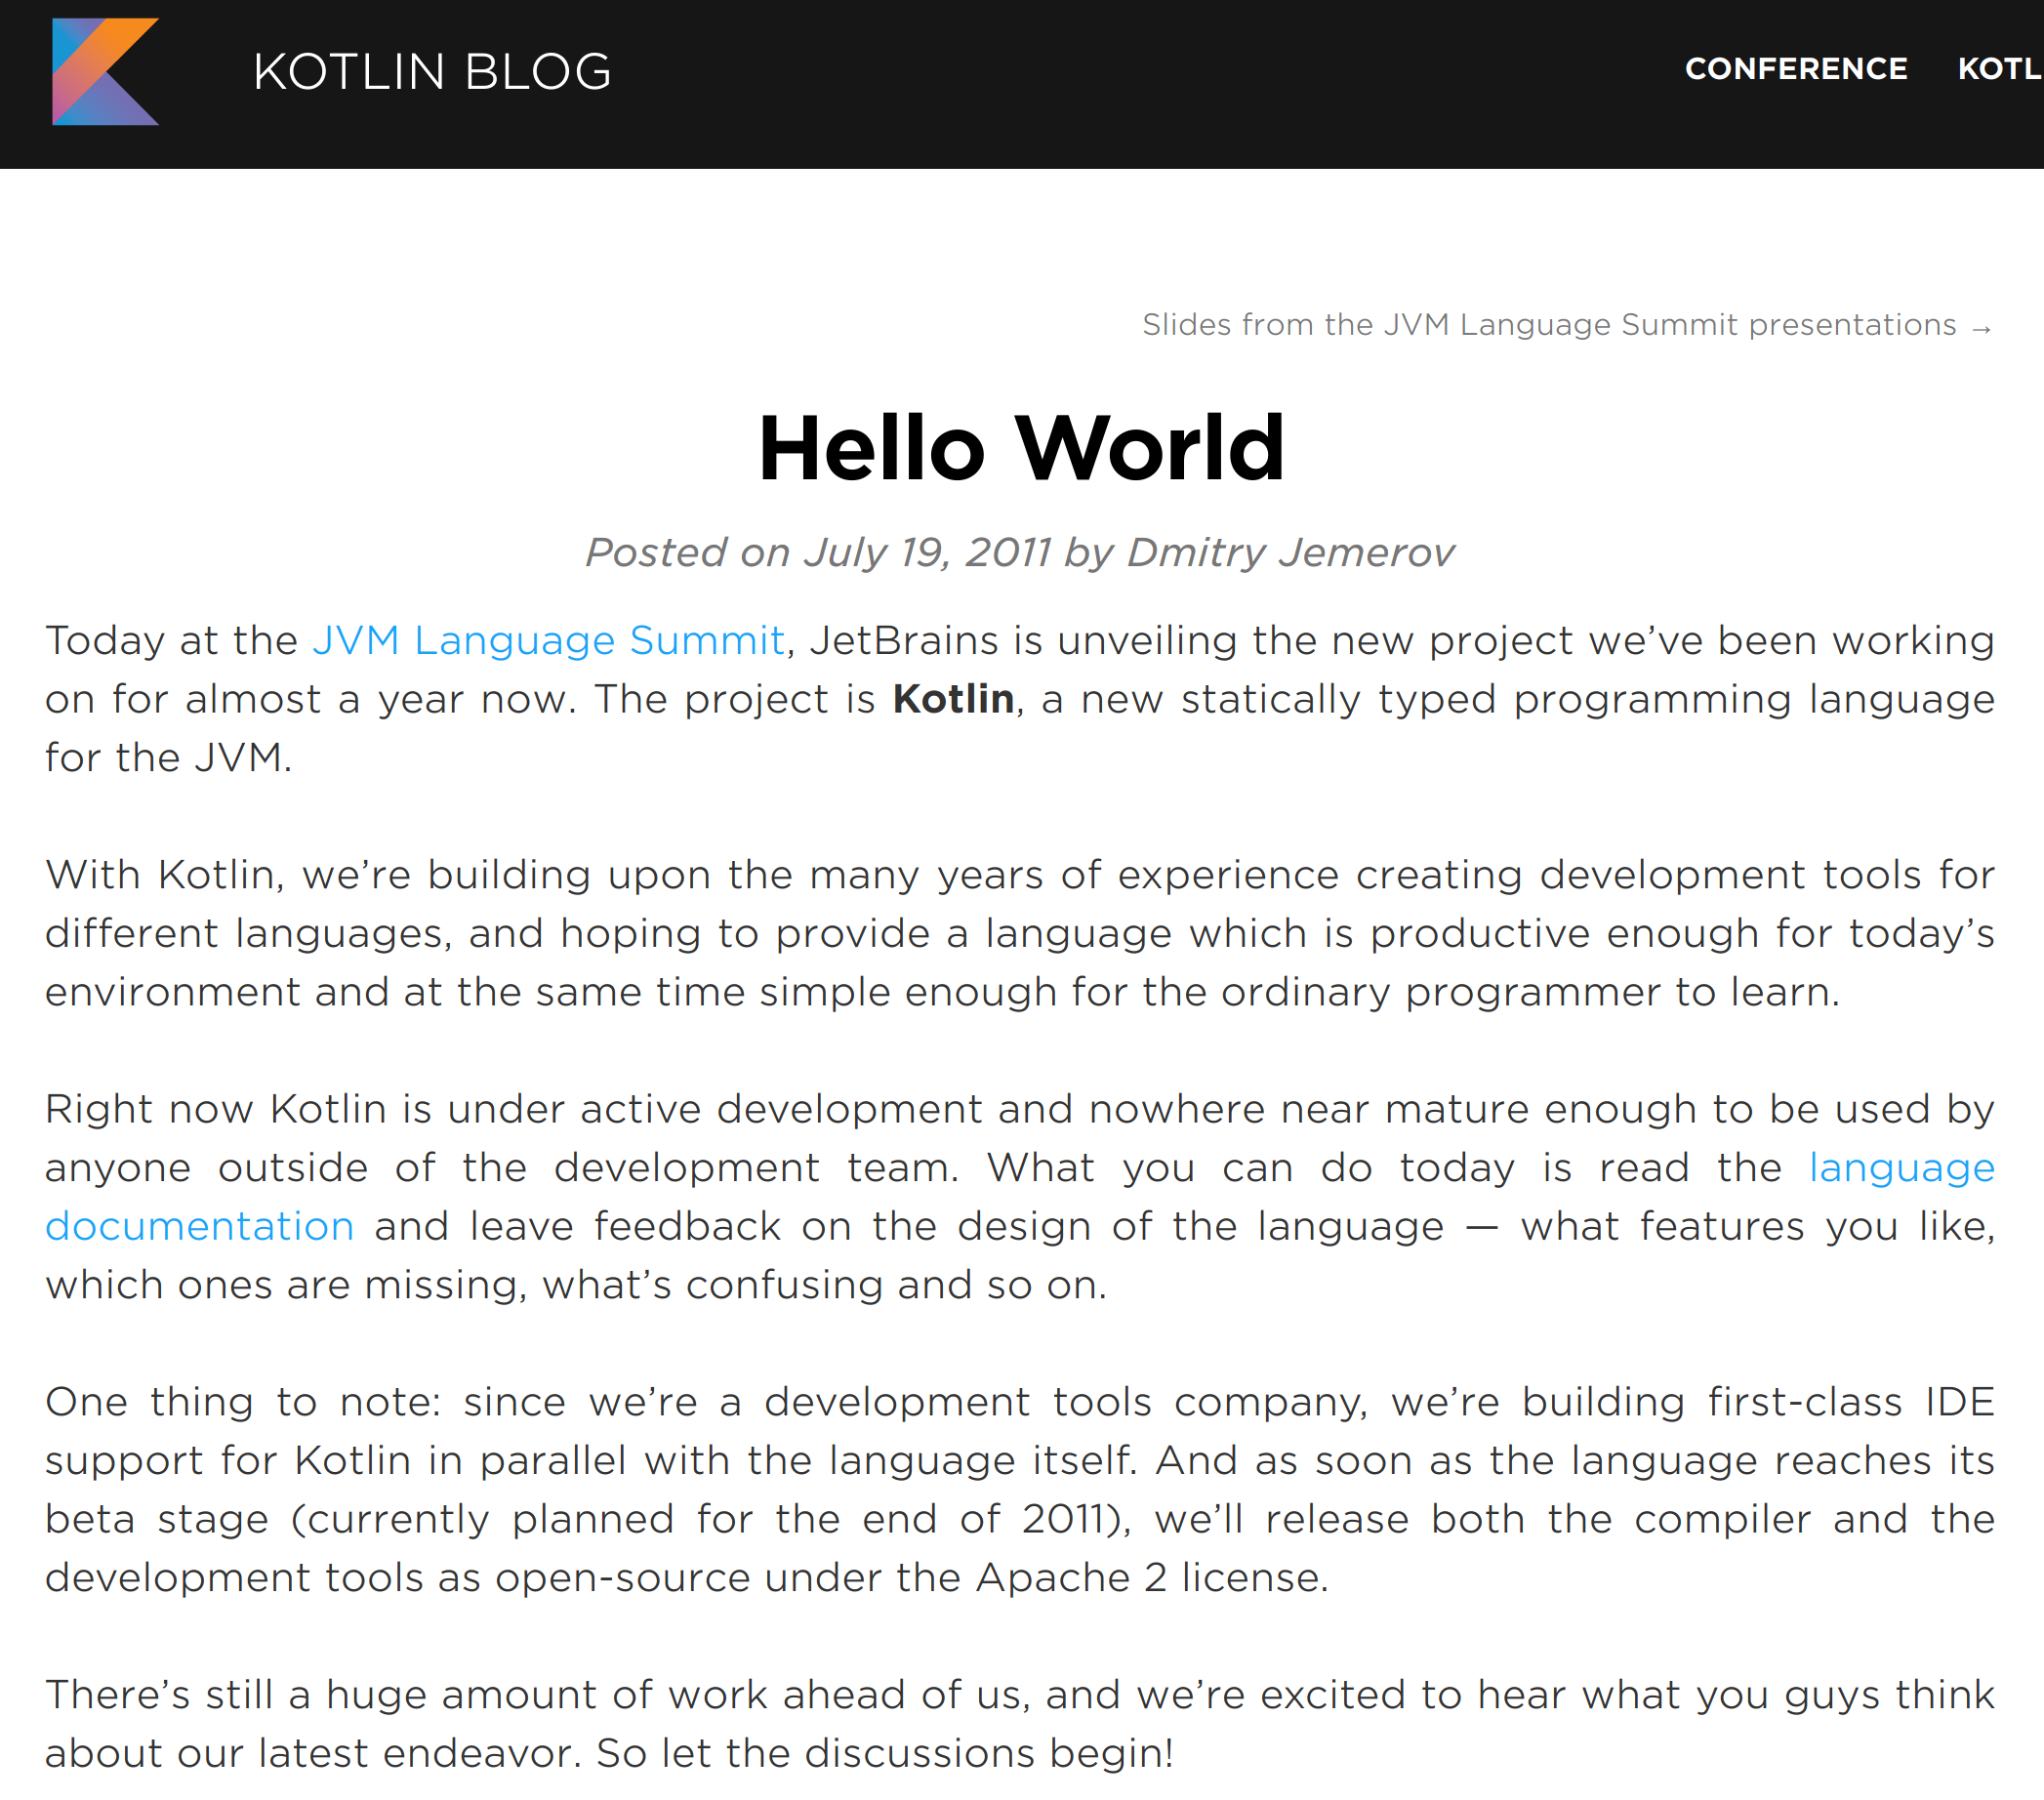 KOTLIN BLOG
CONFERENCE KOTL
Slides from the JVM Language Summit presentations →
Hello World
Posted on July 19, 2011 by Dmitry Jemerov
Today at the JVM Language Summit, JetBrains is unveiling the new project we’ve been working
on for almost a year now. The project is Kotlin, a new statically typed programming language
for the JVM.
With Kotlin, we’re building upon the many years of experience creating development tools for
different languages, and hoping to provide a language which is productive enough for today’s
environment and at the same time simple enough for the ordinary programmer to learn.
Right now Kotlin is under active development and nowhere near mature enough to be used by
anyone outside of the development team. What you can do today is read the language
documentation and leave feedback on the design of the language — what features you like,
which ones are missing, what’s confusing and so on.
One thing to note: since we’re a development tools company, we’re building first-class IDE
support for Kotlin in parallel with the language itself. And as soon as the language reaches its
beta stage (currently planned for the end of 2011), we’ll release both the compiler and the
development tools as open-source under the Apache 2 license.
There’s still a huge amount of work ahead of us, and we’re excited to hear what you guys think
about our latest endeavor. So let the discussions begin!